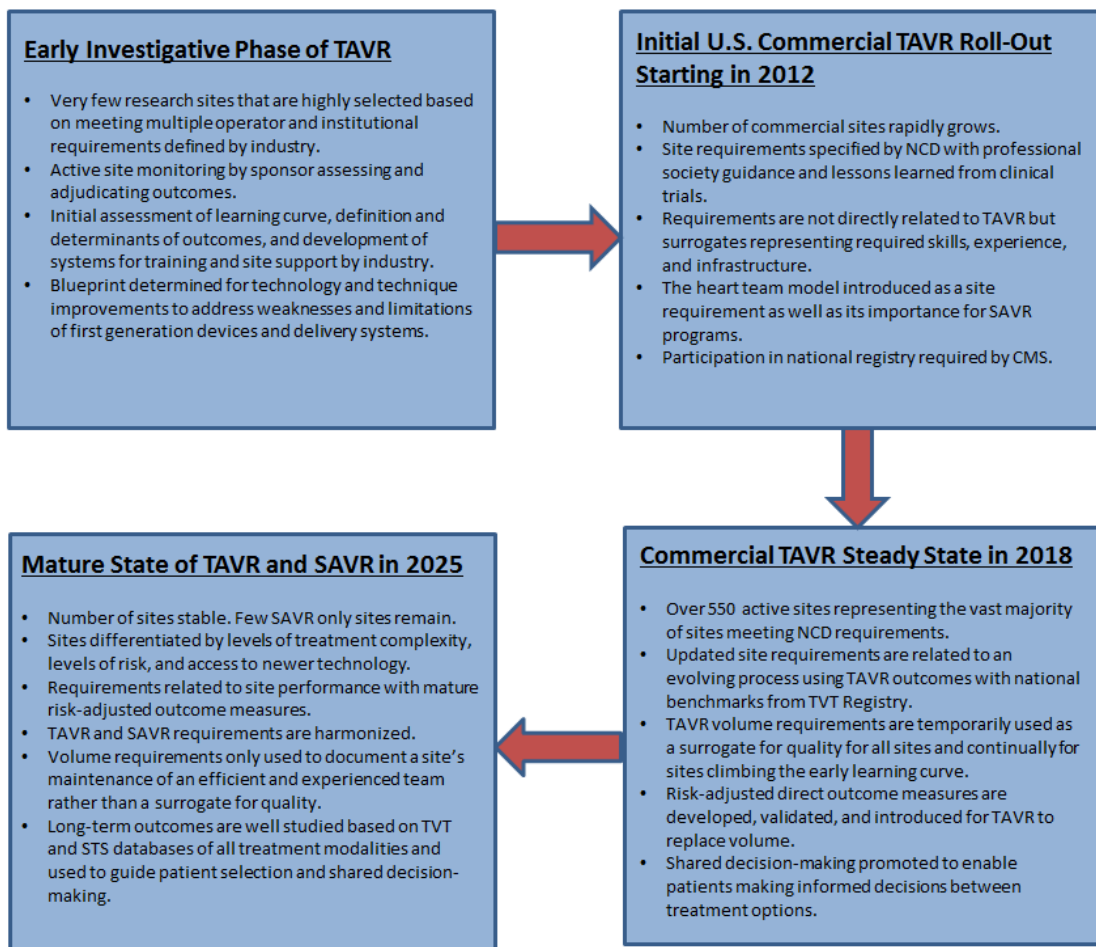 Early Investigative Phase of TAVR
• Very few research sites that are highly selected based
on meeting multiple operator and institutional
requirements defined by industry.
• Active site monitoring by sponsor assessing and
adjudicating outcomes.
• Initial assessment of learning curve, definition and
determinants of outcomes, and development of
systems for training and site support by industry.
• Blueprint determined for technology and technique
improvements to address weaknesses and limitations
of first generation devices and delivery systems.
Initial U.S. Commercial TAVR Roll-Out
Starting in 2012
• Number of commercial sites rapidly grows.
• Site requirements specified by NCD with professional
society guidance and lessons learned from clinical
trials.
• Requirements are not directly related to TAVR but
surrogates representing required skills, experience,
and infrastructure.
• The heart team model introduced as a site
requirement as well as its importance for SAVR
programs.
• Participation in national registry required by CMS.
Commercial TAVR Steady State in 2018
• Over 550 active sites representing the vast majority
of sites meeting NCD requirements.
• Updated site requirements are related to an
evolving process using TAVR outcomes with national
benchmarks from TVT Registry.
• TAVR volume requirements are temporarily used as
a surrogate for quality for all sites and continually for
sites climbing the early learning curve.
• Risk-adjusted direct outcome measures are
developed, validated, and introduced for TAVR to
replace volume.
• Shared decision-making promoted to enable
patients making informed decisions between
treatment options.
Mature State of TAVR and SAVR in 2025
• Number of sites stable. Few SAVR only sites remain.
• Sites differentiated by levels of treatment complexity,
levels of risk, and access to newer technology.
• Requirements related to site performance with mature
risk-adjusted outcome measures.
• TAVR and SAVR requirements are harmonized.
• Volume requirements only used to document a site's
maintenance of an efficient and experienced team
rather than a surrogate for quality.
• Long-term outcomes are well studied based on TVT
and STS databases of all treatment modalities and
used to guide patient selection and shared decision-
making.